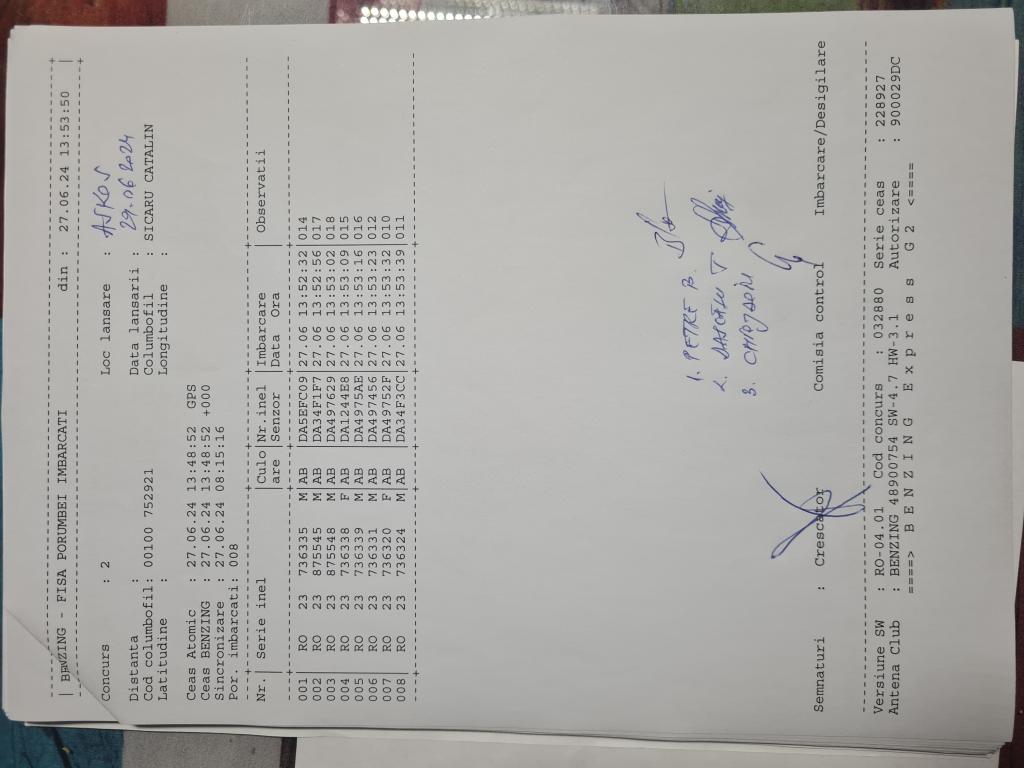 | BENZING - FISA PORUMBEI IMBARCATI din : 27.06.24 13:53:50 |
Concurs : 2 Loc lansare : ASKOS
Distanta : Data lansarii : 29.06.2024
Cod columbofil: 00100 752921 Columbofil : SICARU CATALIN
Latitudine : Longitudine :
Ceas Atomic : 27.06.24 13:48:52 GPS
Ceas BENZING : 27.06.24 13:48:52 +000
Sincronizare : 27.06.24 08:15:16
Por. imbarcati: 008
Nr.| Serie inel |Culo|Nr.inel |Imbarcare | Observatii
| |are |Senzor |Data Ora |
001 | RO 23 736335 M|AB |DA5EFC09|27.06 13:52:32|014
002 | RO 23 875545 M|AB |DA34F1F7|27.06 13:52:56|017
003 | RO 23 875548 M|AB |DA497629|27.06 13:53:02|018
004 | RO 23 736338 F|AB |DA1244E8|27.06 13:53:09|015
005 | RO 23 736339 M|AB |DA4975AE|27.06 13:53:16|016
006 | RO 23 736331 M|AB |DA497456|27.06 13:53:23|012
007 | RO 23 736320 F|AB |DA49752F|27.06 13:53:32|010
008 | RO 23 736324 M|AB |DA34F3CC|27.06 13:53:39|011
1. PETRE B.
2. T
3.
Semnaturi : Crescator Comisia control Imbarcare/Desigilare
Versiune SW : RO-04.01 Cod concurs : 032880 Serie ceas : 228927
Antena Club : BENZING 48900754 SW-4.7 HW-3.1 Autorizare : 900029DC
====> B E N Z I N G E x p r e s s G 2 <====